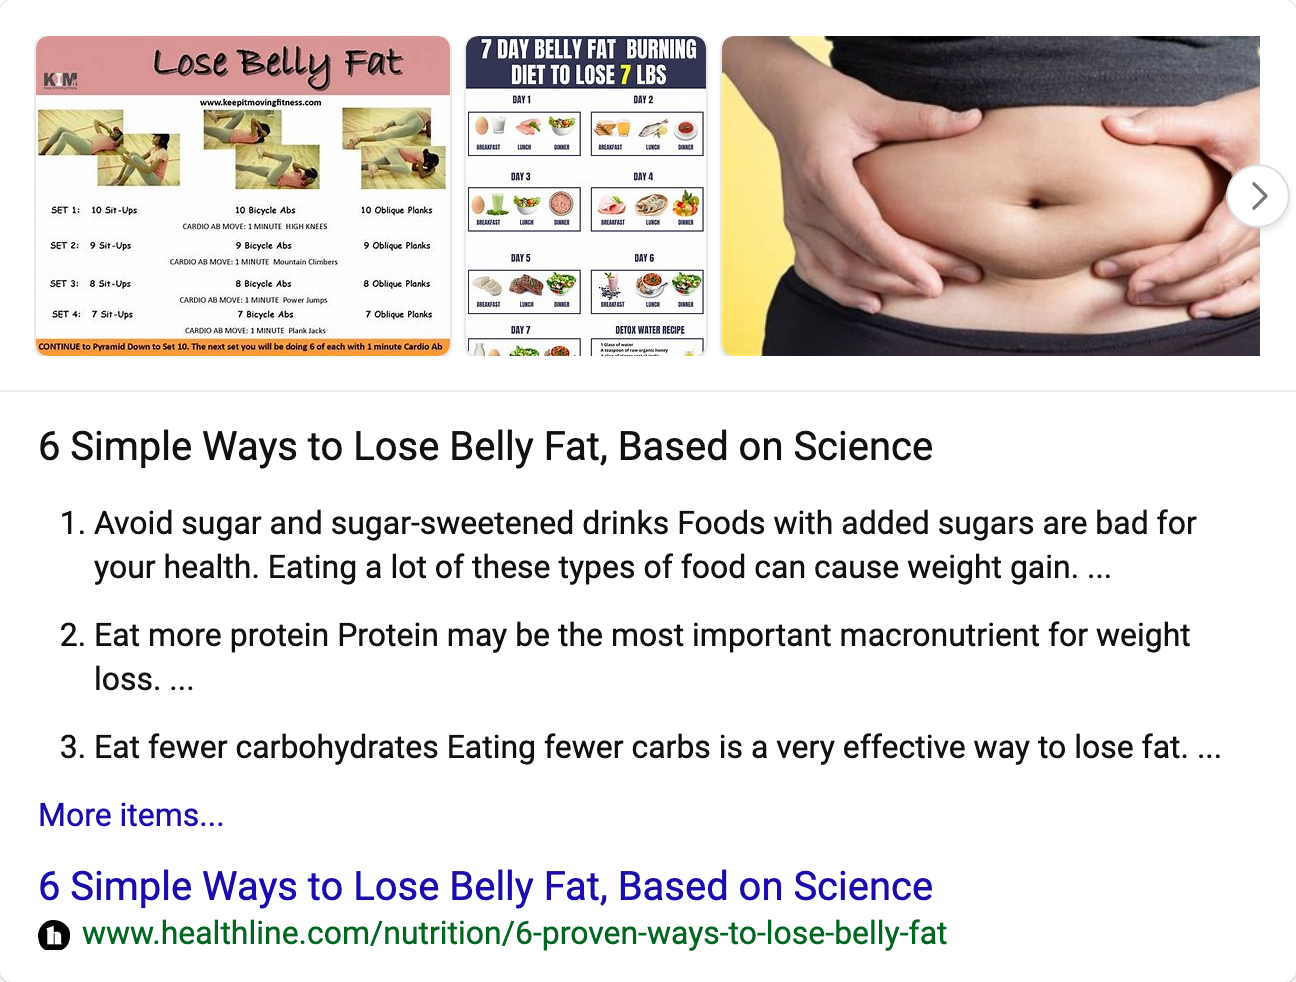 Lose Belly Fat
KTM
www.keepitmovingfitness.com
SET 1: 10 Sit-Ups 10 Bicycle Abs 10 Oblique Planks
CARDIO AB MOVE: 1 MINUTE HIGH KNEES
SET 2: 9 Sit-Ups 9 Bicycle Abs 9 Oblique Planks
CARDIO AB MOVE: 1 MINUTE Mountain Climbers
SET 3: 8 Sit-Ups 8 Bicycle Abs 8 Oblique Planks
CARDIO AB MOVE: 1 MINUTE Power Jumps
SET 4: 7 Sit-Ups 7 Bicycle Abs 7 Oblique Planks
CARDIO AB MOVE: 1 MINUTE Plank Jacks
CONTINUE to Pyramid Down to Set 10. The next set you will be doing 6 of each with 1 minute Cardio Ab
7 DAY BELLY FAT BURNING
DIET TO LOSE 7 LBS
DAY 1 DAY 2
BREAKFAST LUNCH DINNER BREAKFAST LUNCH DINNER
DAY 3 DAY 4
BREAKFAST LUNCH DINNER BREAKFAST LUNCH DINNER
DAY 5 DAY 6
BREAKFAST LUNCH DINNER BREAKFAST LUNCH DINNER
DAY 7 DETOX WATER RECIPE
1 Glass of water
A teaspoon of raw organic honey
6 Simple Ways to Lose Belly Fat, Based on Science
1. Avoid sugar and sugar-sweetened drinks Foods with added sugars are bad for
your health. Eating a lot of these types of food can cause weight gain. ...
2. Eat more protein Protein may be the most important macronutrient for weight
loss. ...
3. Eat fewer carbohydrates Eating fewer carbs is a very effective way to lose fat. ...
More items...
6 Simple Ways to Lose Belly Fat, Based on Science
h www.healthline.com/nutrition/6-proven-ways-to-lose-belly-fat